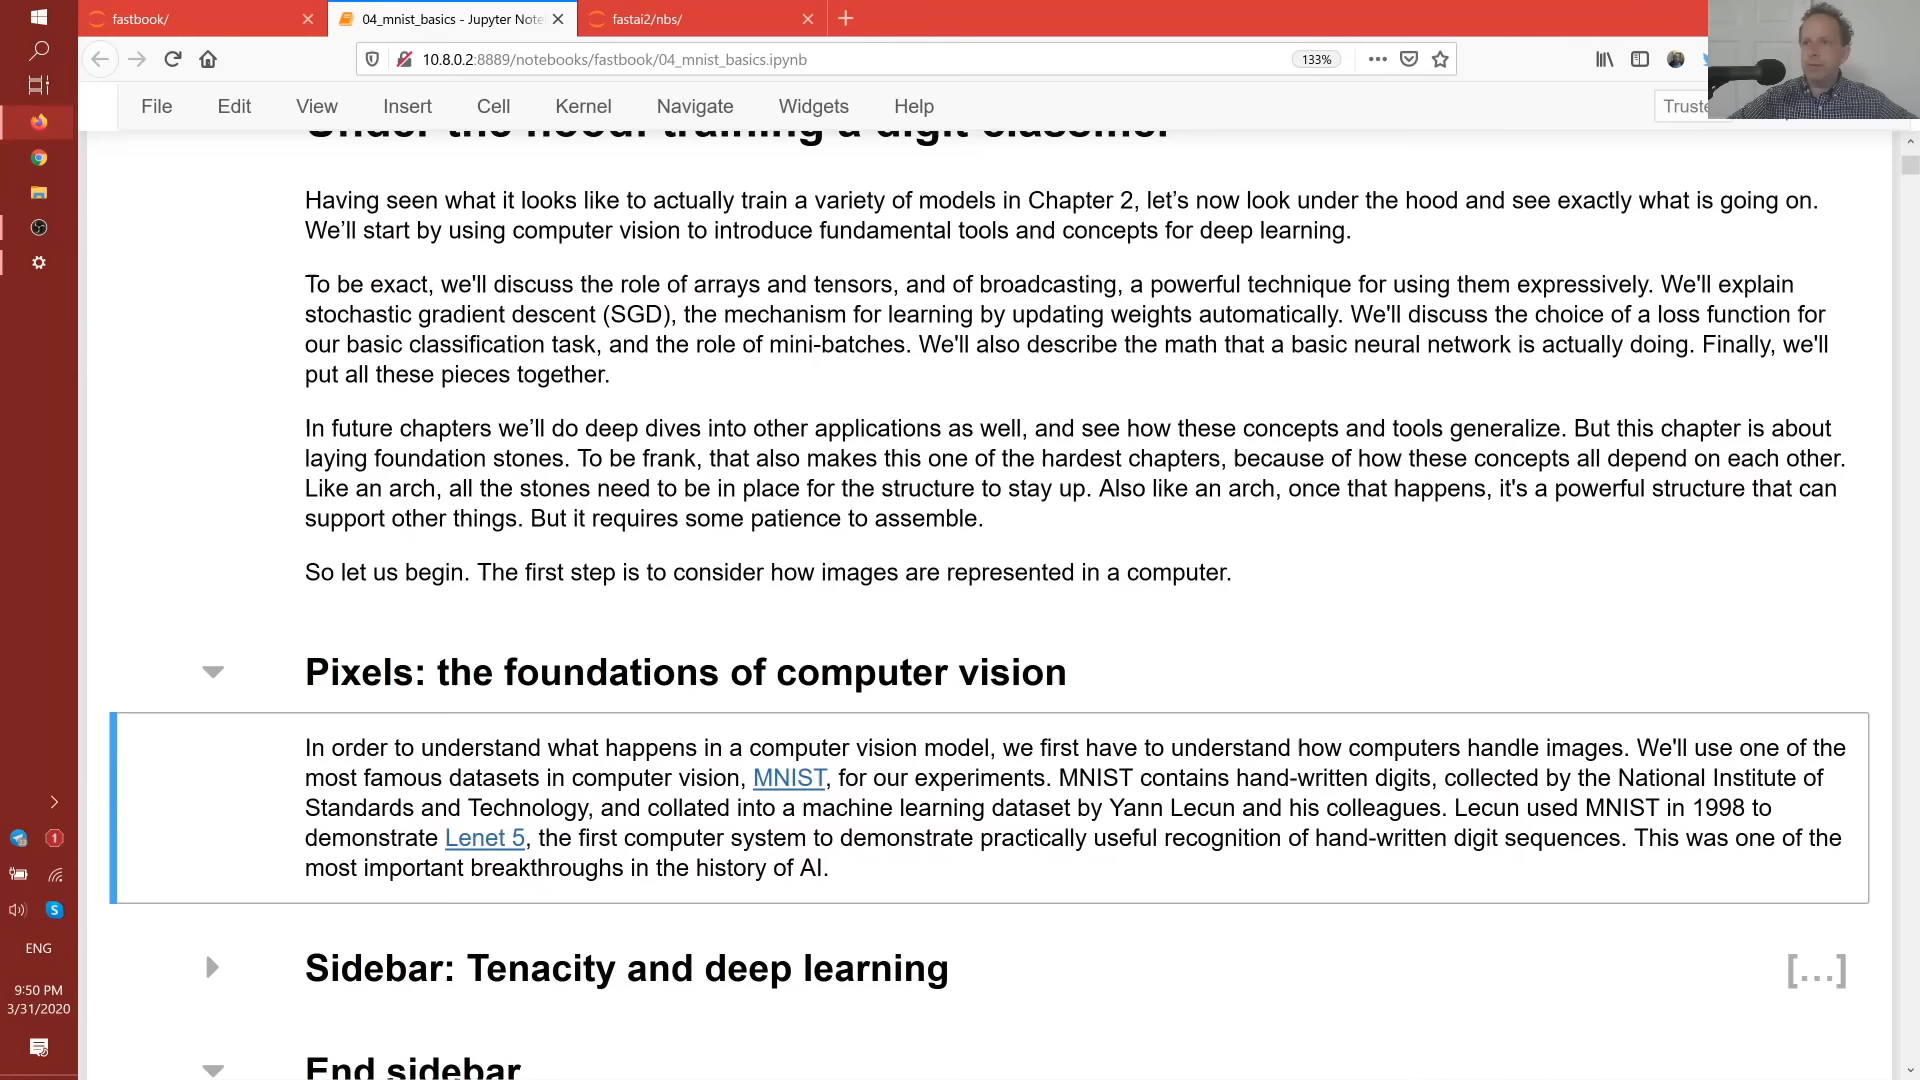 fastbook/
04_mnist_basics - Jupyter Note
fastai2/nbs/
10.8.0.2:8889/notebooks/fastbook/04_mnist_basics.ipynb
133%
File Edit View Insert Cell Kernel Navigate Widgets Help
Under the hood: training a digit classifier
Having seen what it looks like to actually train a variety of models in Chapter 2, let’s now look under the hood and see exactly what is going on.
We’ll start by using computer vision to introduce fundamental tools and concepts for deep learning.
To be exact, we'll discuss the role of arrays and tensors, and of broadcasting, a powerful technique for using them expressively. We'll explain
stochastic gradient descent (SGD), the mechanism for learning by updating weights automatically. We'll discuss the choice of a loss function for
our basic classification task, and the role of mini-batches. We'll also describe the math that a basic neural network is actually doing. Finally, we'll
put all these pieces together.
In future chapters we’ll do deep dives into other applications as well, and see how these concepts and tools generalize. But this chapter is about
laying foundation stones. To be frank, that also makes this one of the hardest chapters, because of how these concepts all depend on each other.
Like an arch, all the stones need to be in place for the structure to stay up. Also like an arch, once that happens, it's a powerful structure that can
support other things. But it requires some patience to assemble.
So let us begin. The first step is to consider how images are represented in a computer.
Pixels: the foundations of computer vision
In order to understand what happens in a computer vision model, we first have to understand how computers handle images. We'll use one of the
most famous datasets in computer vision, MNIST, for our experiments. MNIST contains hand-written digits, collected by the National Institute of
Standards and Technology, and collated into a machine learning dataset by Yann Lecun and his colleagues. Lecun used MNIST in 1998 to
demonstrate Lenet 5, the first computer system to demonstrate practically useful recognition of hand-written digit sequences. This was one of the
most important breakthroughs in the history of AI.
Sidebar: Tenacity and deep learning
[...]
End sidebar
1
S
ENG
9:50 PM
3/31/2020